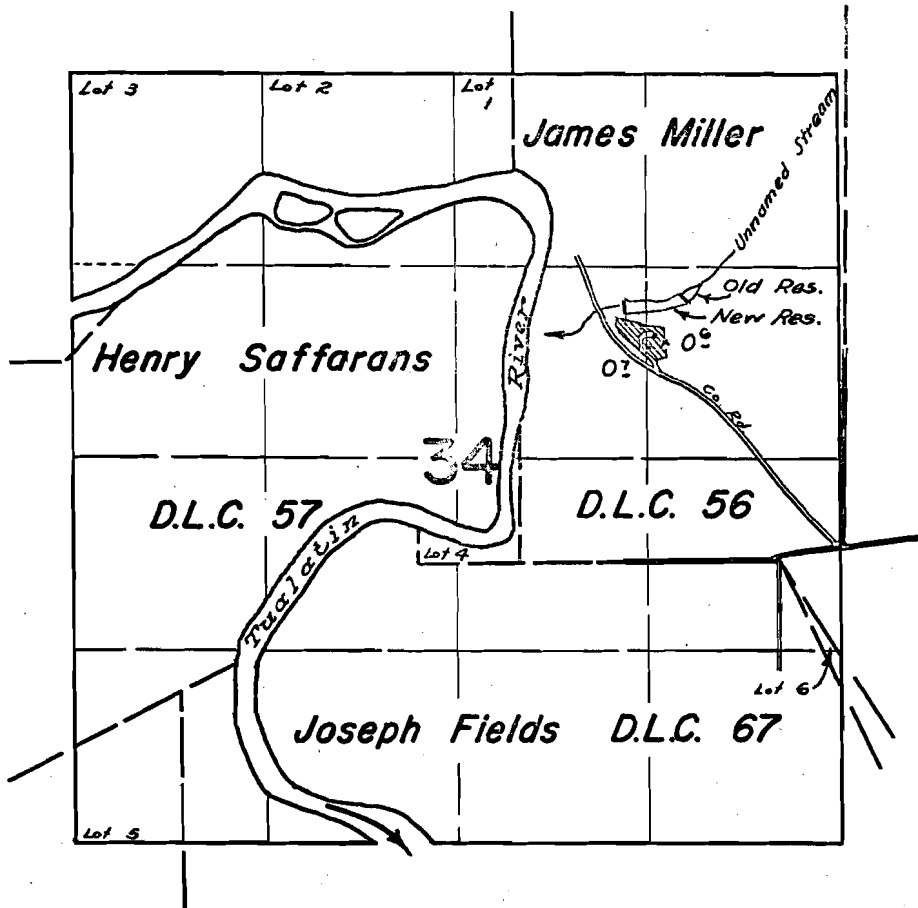 Lot 3
Lot 2
Lot 1
James Miller
Unnamed Stream
Old Res.
New Res.
Henry Saffarans
River
Co. Rd.
34
D.L.C. 57
D.L.C. 56
Lot 4
Tualatin
Lot 6
Joseph Fields D.L.C. 67
Lot 5